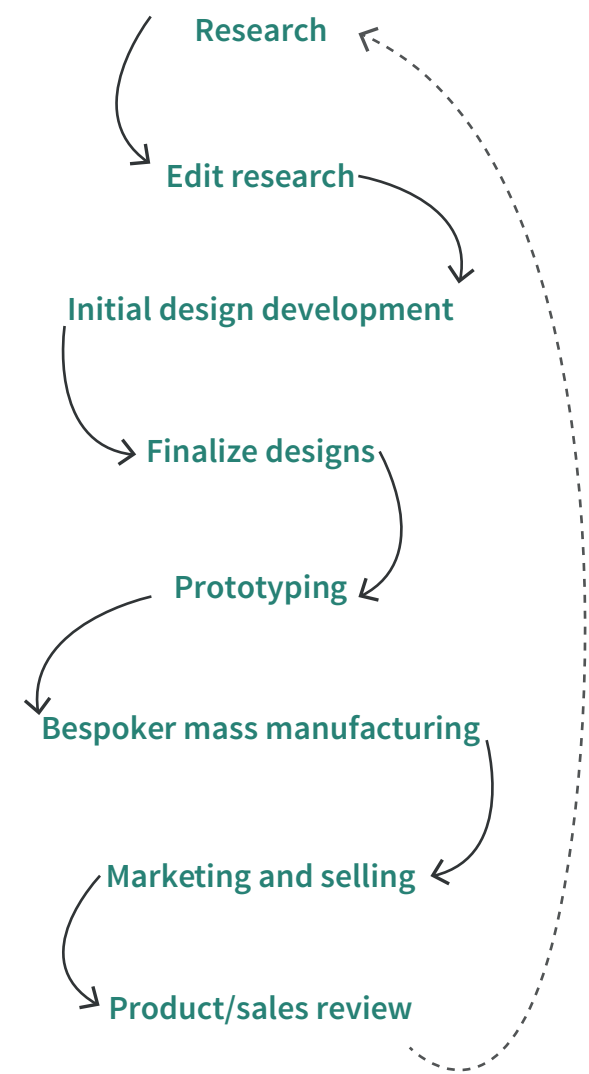 Research
Edit research
Initial design development
Finalize designs
Prototyping
Bespoker mass manufacturing
Marketing and selling
Product/sales review